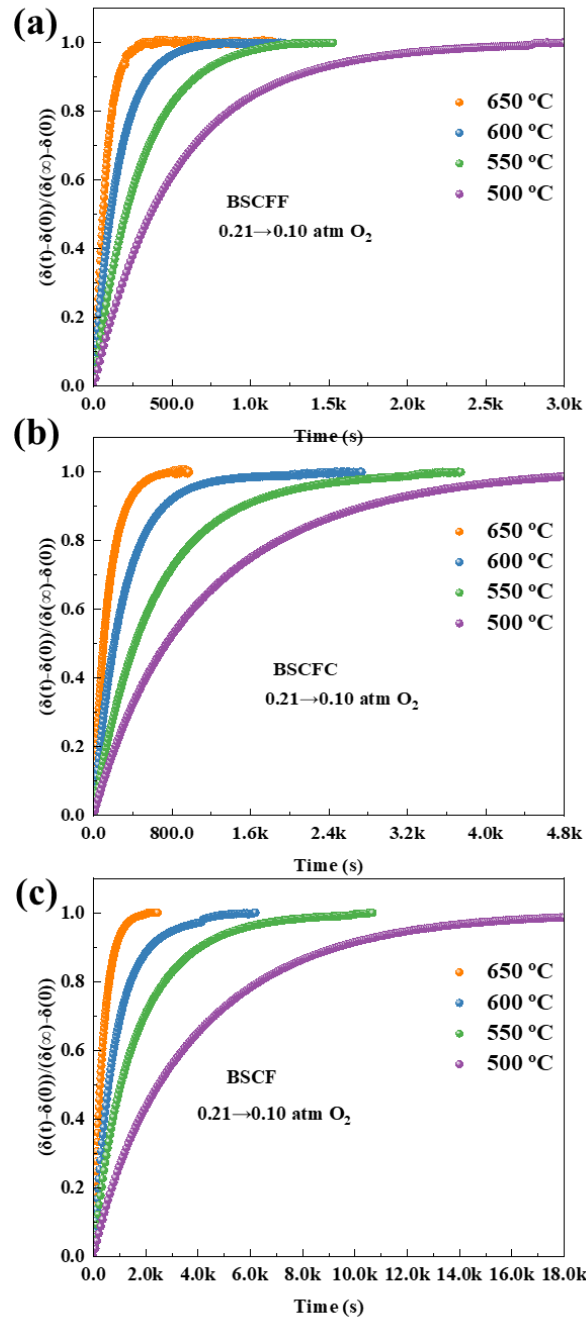 (a)
1.0
0.8
0.6
0.4
0.2
0.0
(δ(t)-δ(0))/(δ(∞)-δ(0))
650 ºC
600 ºC
550 ºC
500 ºC
BSCFF
0.21→0.10 atm O₂
0.0 500.0 1.0k 1.5k 2.0k 2.5k 3.0k
Time (s)
(b)
1.0
0.8
0.6
0.4
0.2
0.0
(δ(t)-δ(0))/(δ(∞)-δ(0))
650 ºC
600 ºC
550 ºC
500 ºC
BSCFC
0.21→0.10 atm O₂
0.0 800.0 1.6k 2.4k 3.2k 4.0k 4.8k
Time (s)
(c)
1.0
0.8
0.6
0.4
0.2
0.0
(δ(t)-δ(0))/(δ(∞)-δ(0))
650 ºC
600 ºC
550 ºC
500 ºC
BSCF
0.21→0.10 atm O₂
0.0 2.0k 4.0k 6.0k 8.0k 10.0k 12.0k 14.0k 16.0k 18.0k
Time (s)